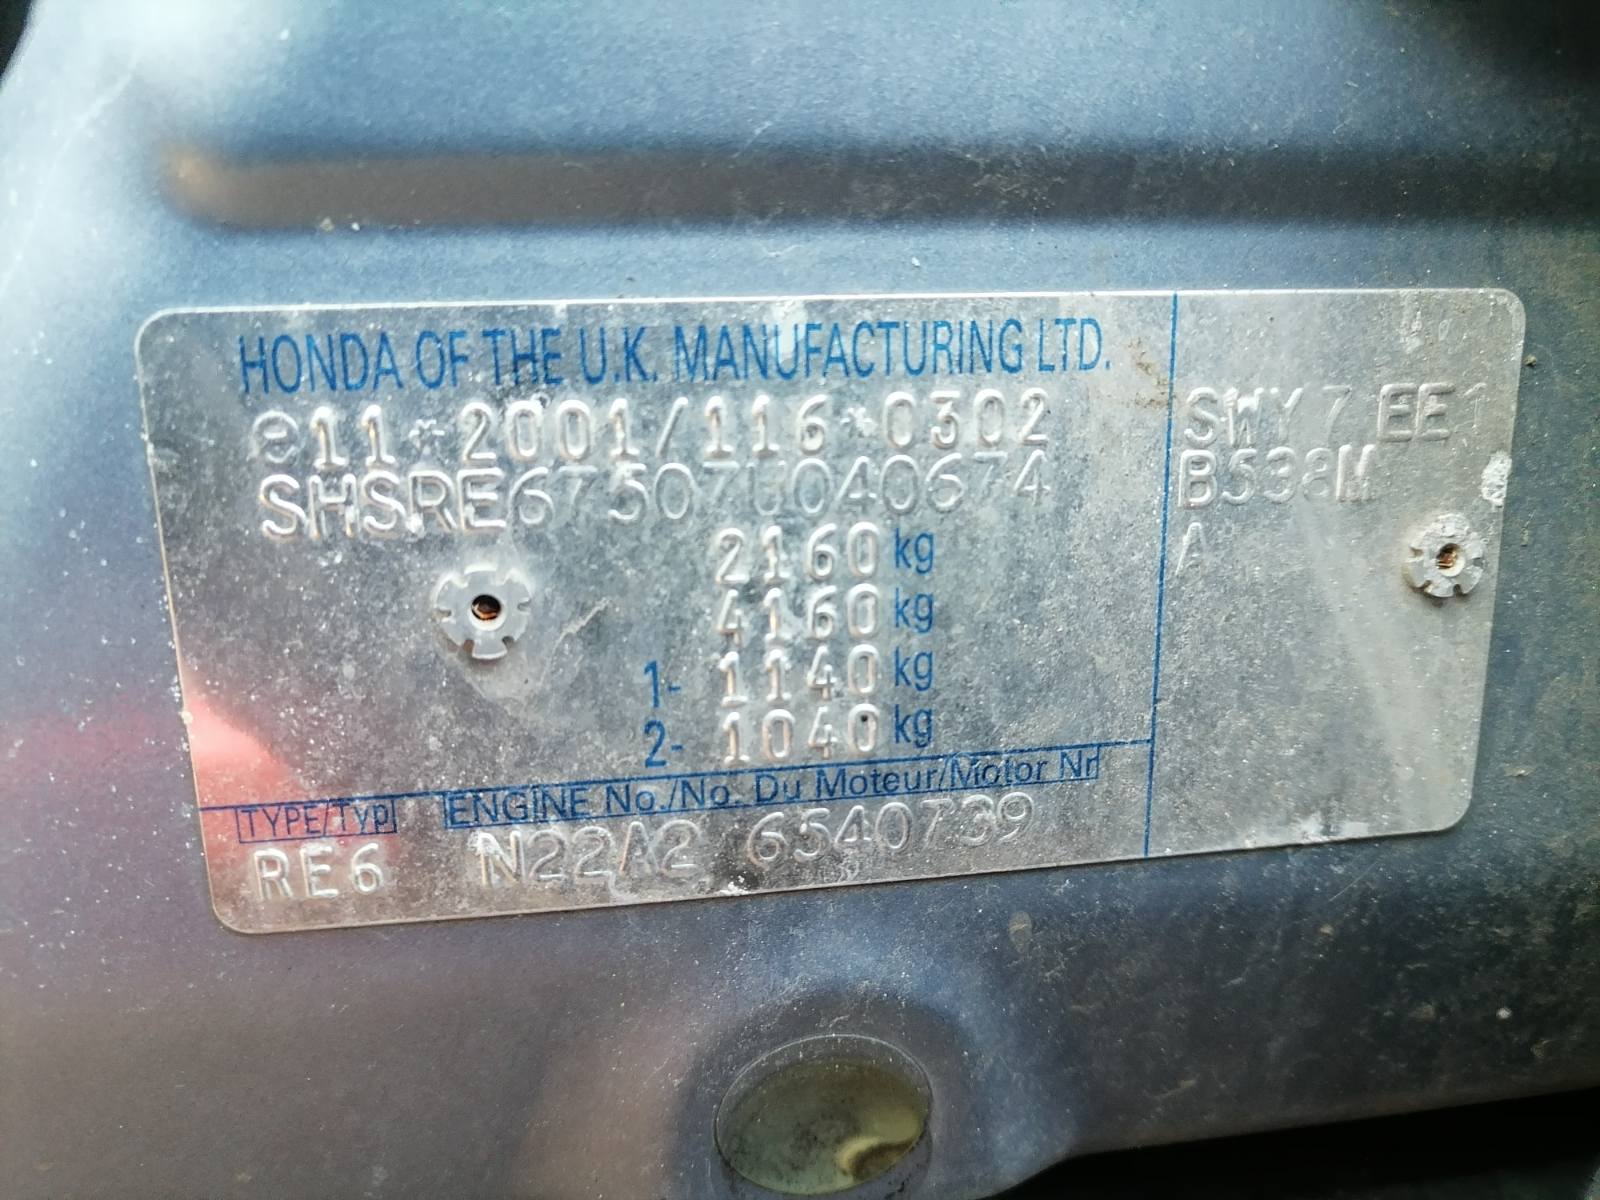 HONDA OF THE U.K. MANUFACTURING LTD.
e11*2001/116*0302
SHSRE67507U040674
2160 kg
4160 kg
1- 1140 kg
2- 1040 kg
TYPE/Typ ENGINE No./No. Du Moteur/Motor Nr
RE6 N22A2 6540739
SWY7 EE1
B538M
A